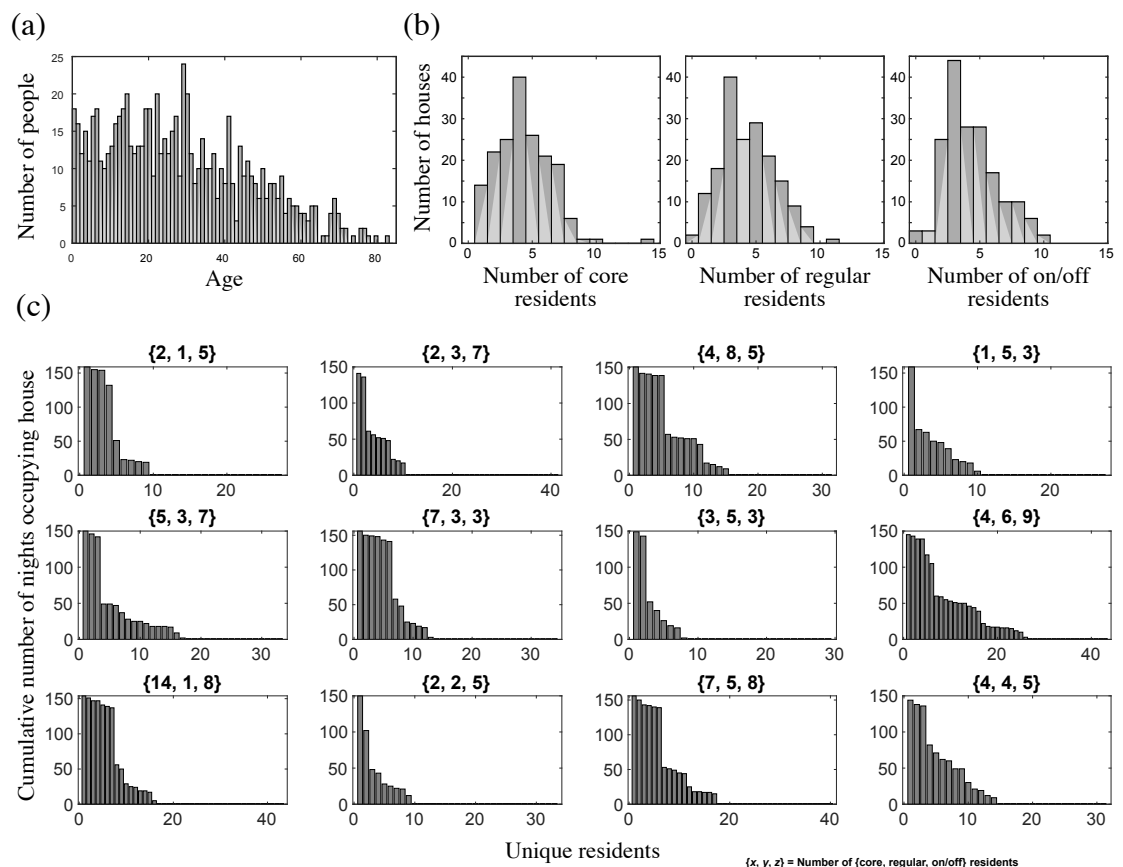 (a)
(b)
25
20
15
10
5
0
0 20 40 60 80
Number of people
Age
40
30
20
10
0
0 5 10 15
Number of houses
Number of core
residents
40
30
20
10
0
0 5 10 15
Number of regular
residents
40
30
20
10
0
0 5 10 15
Number of on/off
residents
(c)
Cumulative number of nights occupying house
{2, 1, 5}
150
100
50
0
0 10 20
{2, 3, 7}
150
100
50
0
0 20 40
{4, 8, 5}
150
100
50
0
0 10 20 30
{1, 5, 3}
150
100
50
0
0 10 20
{5, 3, 7}
150
100
50
0
0 10 20 30
{7, 3, 3}
150
100
50
0
0 10 20 30
{3, 5, 3}
150
100
50
0
0 10 20 30
{4, 6, 9}
150
100
50
0
0 20 40
{14, 1, 8}
150
100
50
0
0 20 40
{2, 2, 5}
150
100
50
0
0 10 20 30
{7, 5, 8}
150
100
50
0
0 20 40
{4, 4, 5}
150
100
50
0
0 10 20 30
Unique residents
{x, y, z} = Number of {core, regular, on/off} residents